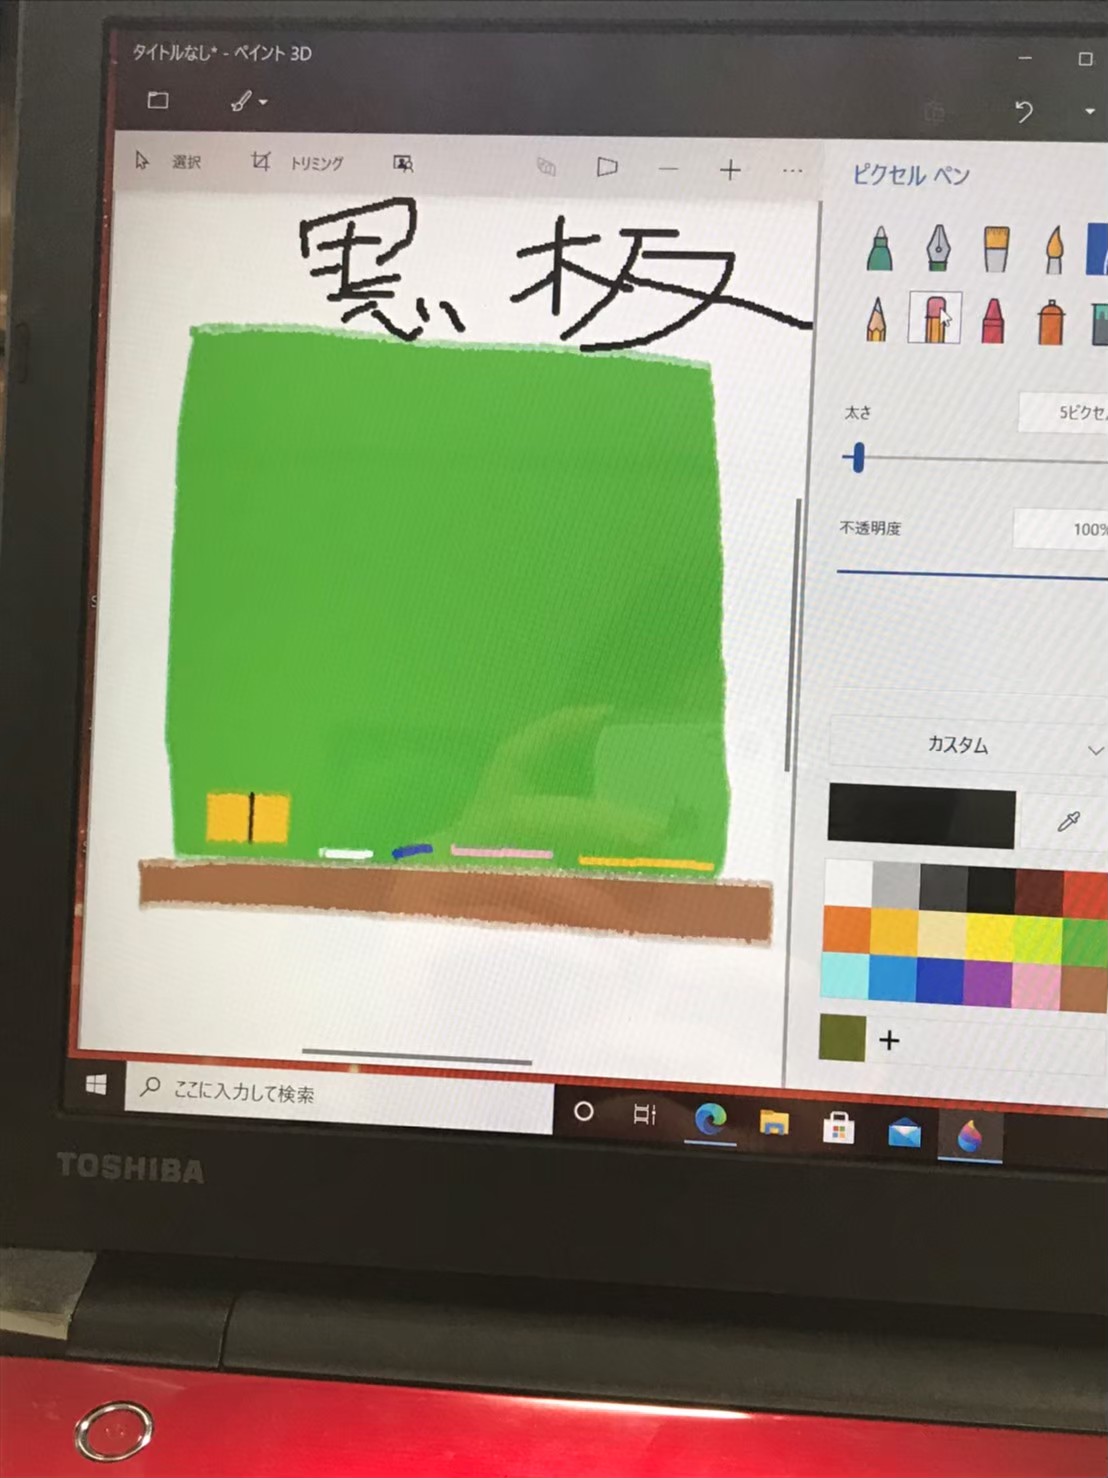 タイトルなし* - ペイント 3D
選択 トリミング
ピクセル ペン
黒板
太さ 5ピクセ
不透明度 100%
カスタム
ここに入力して検索
TOSHIBA